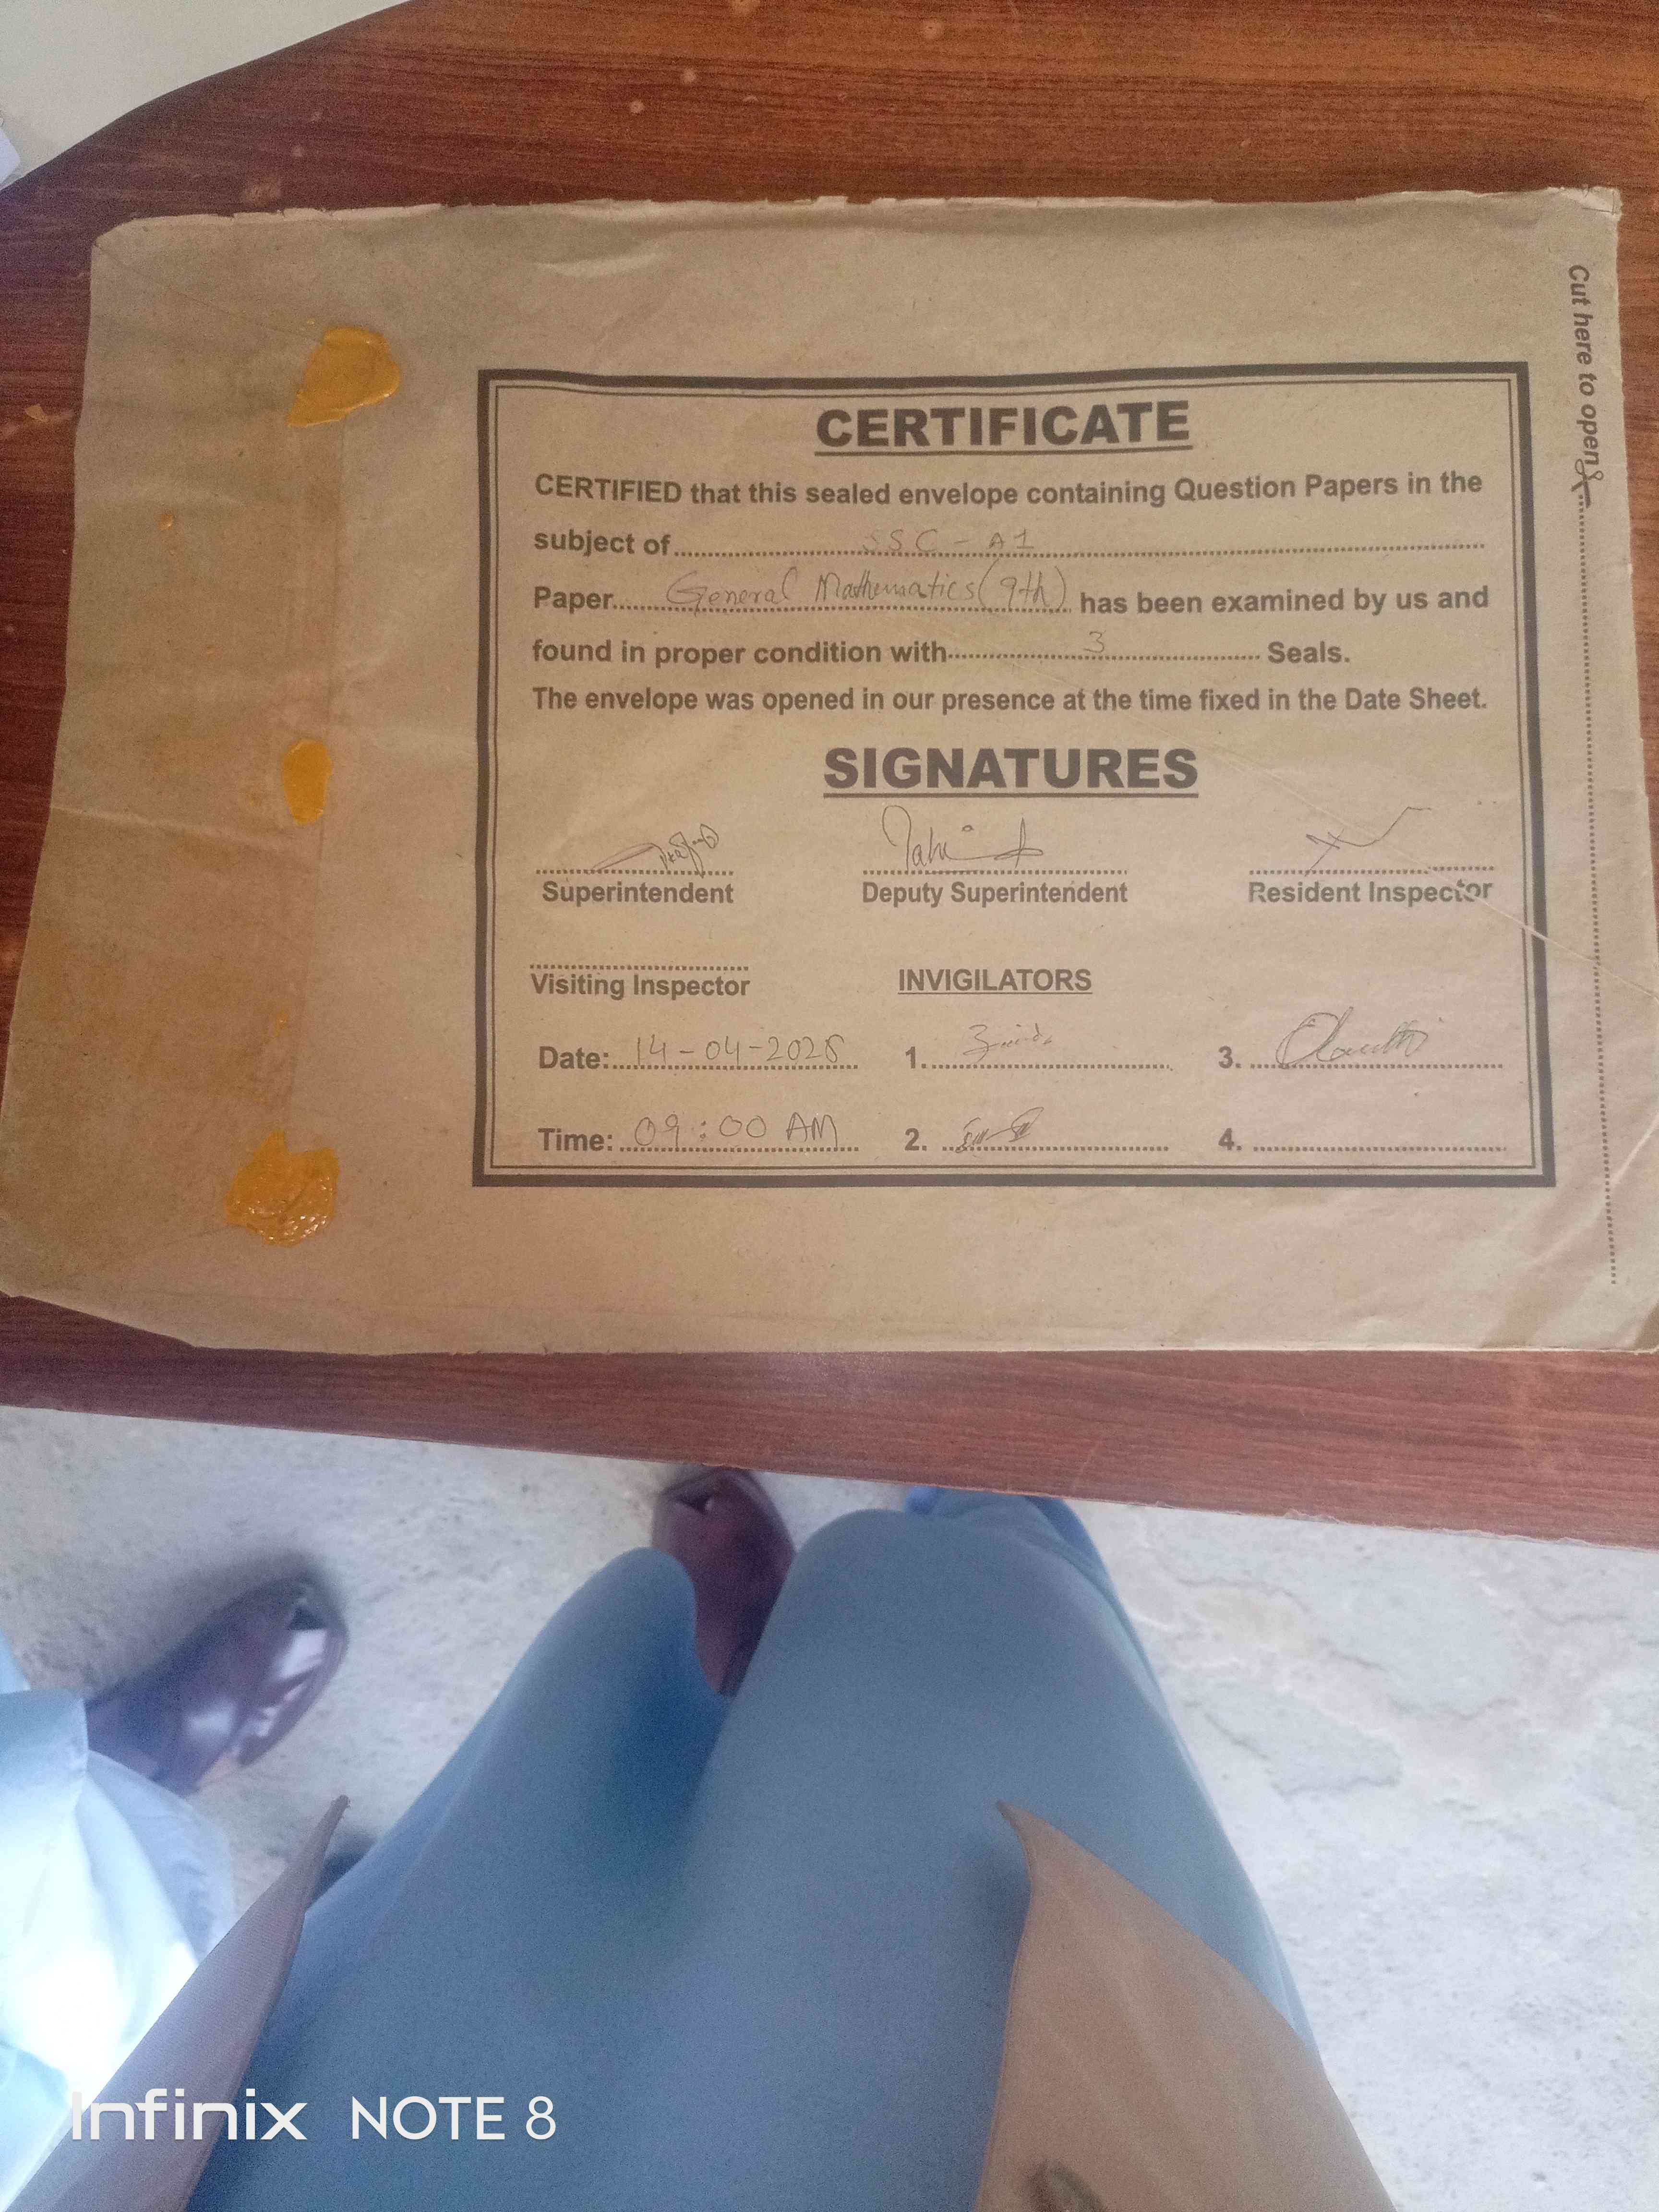 Cut here to open
CERTIFICATE
CERTIFIED that this sealed envelope containing Question Papers in the
subject of SSC - A1
Paper General Mathematics (9th) has been examined by us and
found in proper condition with 3 Seals.
The envelope was opened in our presence at the time fixed in the Date Sheet.
SIGNATURES
Superintendent Deputy Superintendent Resident Inspector
Visiting Inspector INVIGILATORS
Date: 14-04-2025 1. 3.
Time: 09:00 AM 2. 4.
Infinix NOTE 8